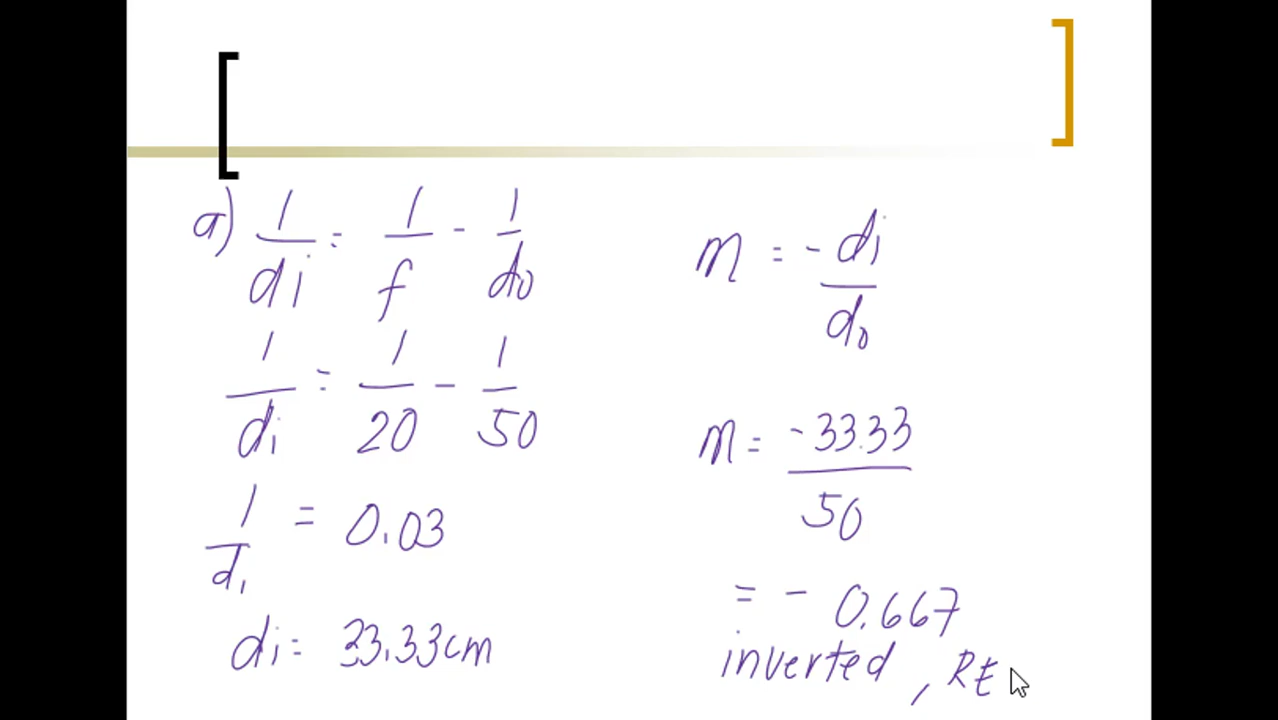 a) 1/di = 1/f - 1/do
1/di = 1/20 - 1/50
1/di = 0.03
di = 33.33cm
m = - di/do
m = -33.33/50
= - 0.667
inverted, RE